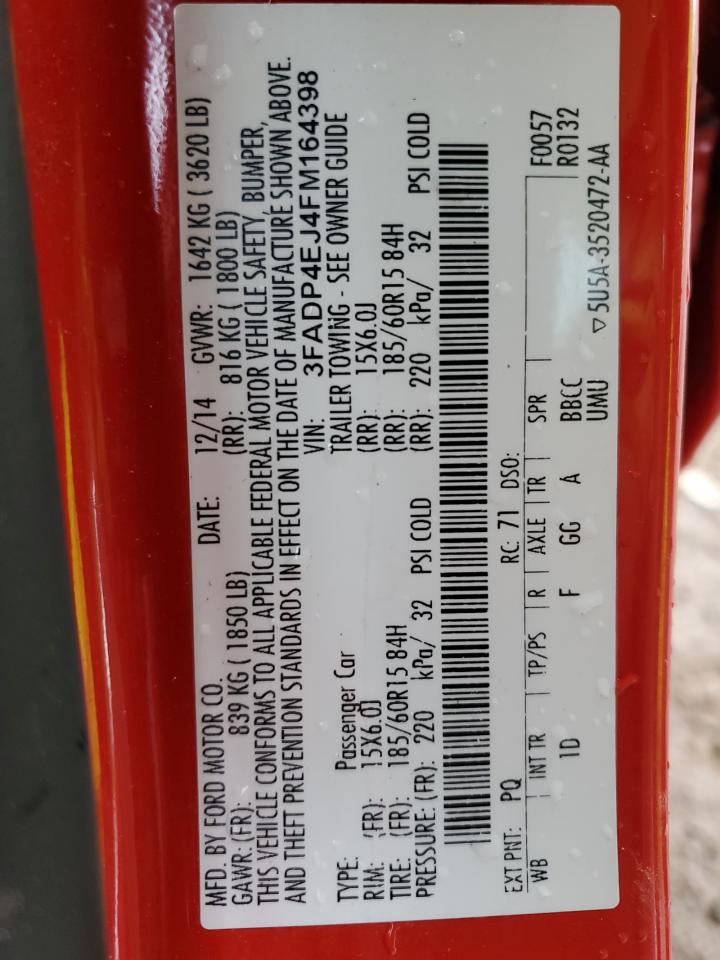 MFD. BY FORD MOTOR CO. DATE: 12/14 GVWR: 1642 KG ( 3620 LB)
GAWR: (FR): 839 KG ( 1850 LB) (RR): 816 KG ( 1800 LB)
THIS VEHICLE CONFORMS TO ALL APPLICABLE FEDERAL MOTOR VEHICLE SAFETY, BUMPER,
AND THEFT PREVENTION STANDARDS IN EFFECT ON THE DATE OF MANUFACTURE SHOWN ABOVE.
VIN: 3FADP4EJ4FM164398
TYPE: Passenger Car TRAILER TOWING - SEE OWNER GUIDE
RIM: (FR): 15X6.0J (RR): 15X6.0J
TIRE: (FR): 185/60R15 84H (RR): 185/60R15 84H
PRESSURE: (FR): 220 kPa/ 32 PSI COLD (RR): 220 kPa/ 32 PSI COLD
EXT PNT: PQ RC: 71 DSO: F0057
WB INT TR TP/PS R AXLE TR SPR R0132
1D F GG A BBCC
UMU
▽ 5U5A-3520472-AA